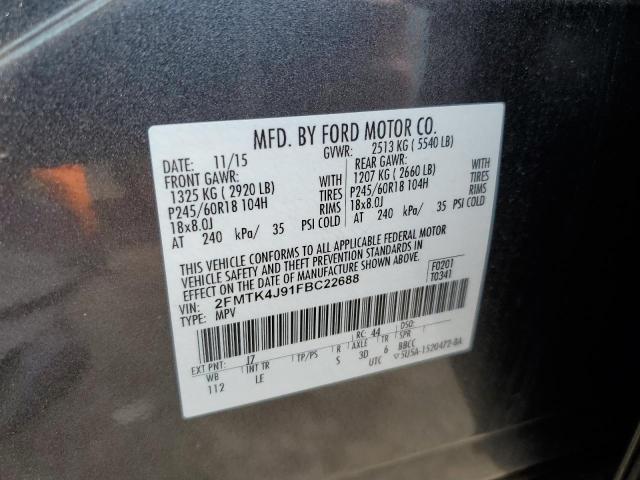 MFD. BY FORD MOTOR CO.
DATE: 11/15 GVWR: 2513 KG (5540 LB)
FRONT GAWR: REAR GAWR:
1325 KG (2920 LB) WITH 1207 KG (2660 LB) WITH
P245/60R18 104H TIRES P245/60R18 104H TIRES
18x8.0J RIMS 18x8.0J RIMS
AT 240 kPa/ 35 PSI COLD AT 240 kPa/ 35 PSI COLD
THIS VEHICLE CONFORMS TO ALL APPLICABLE FEDERAL MOTOR
VEHICLE SAFETY AND THEFT PREVENTION STANDARDS IN
EFFECT ON THE DATE OF MANUFACTURE SHOWN ABOVE.
VIN: 2FMTK4J91FBC22688 F0201
TYPE: MPV T0341
EXT PNT: J7 RC: 44 DSO:
WB INT TR TP/PS R AXLE TR
112 LE S 3D 6 BBCC
UTC 5U5A-1520472-BA